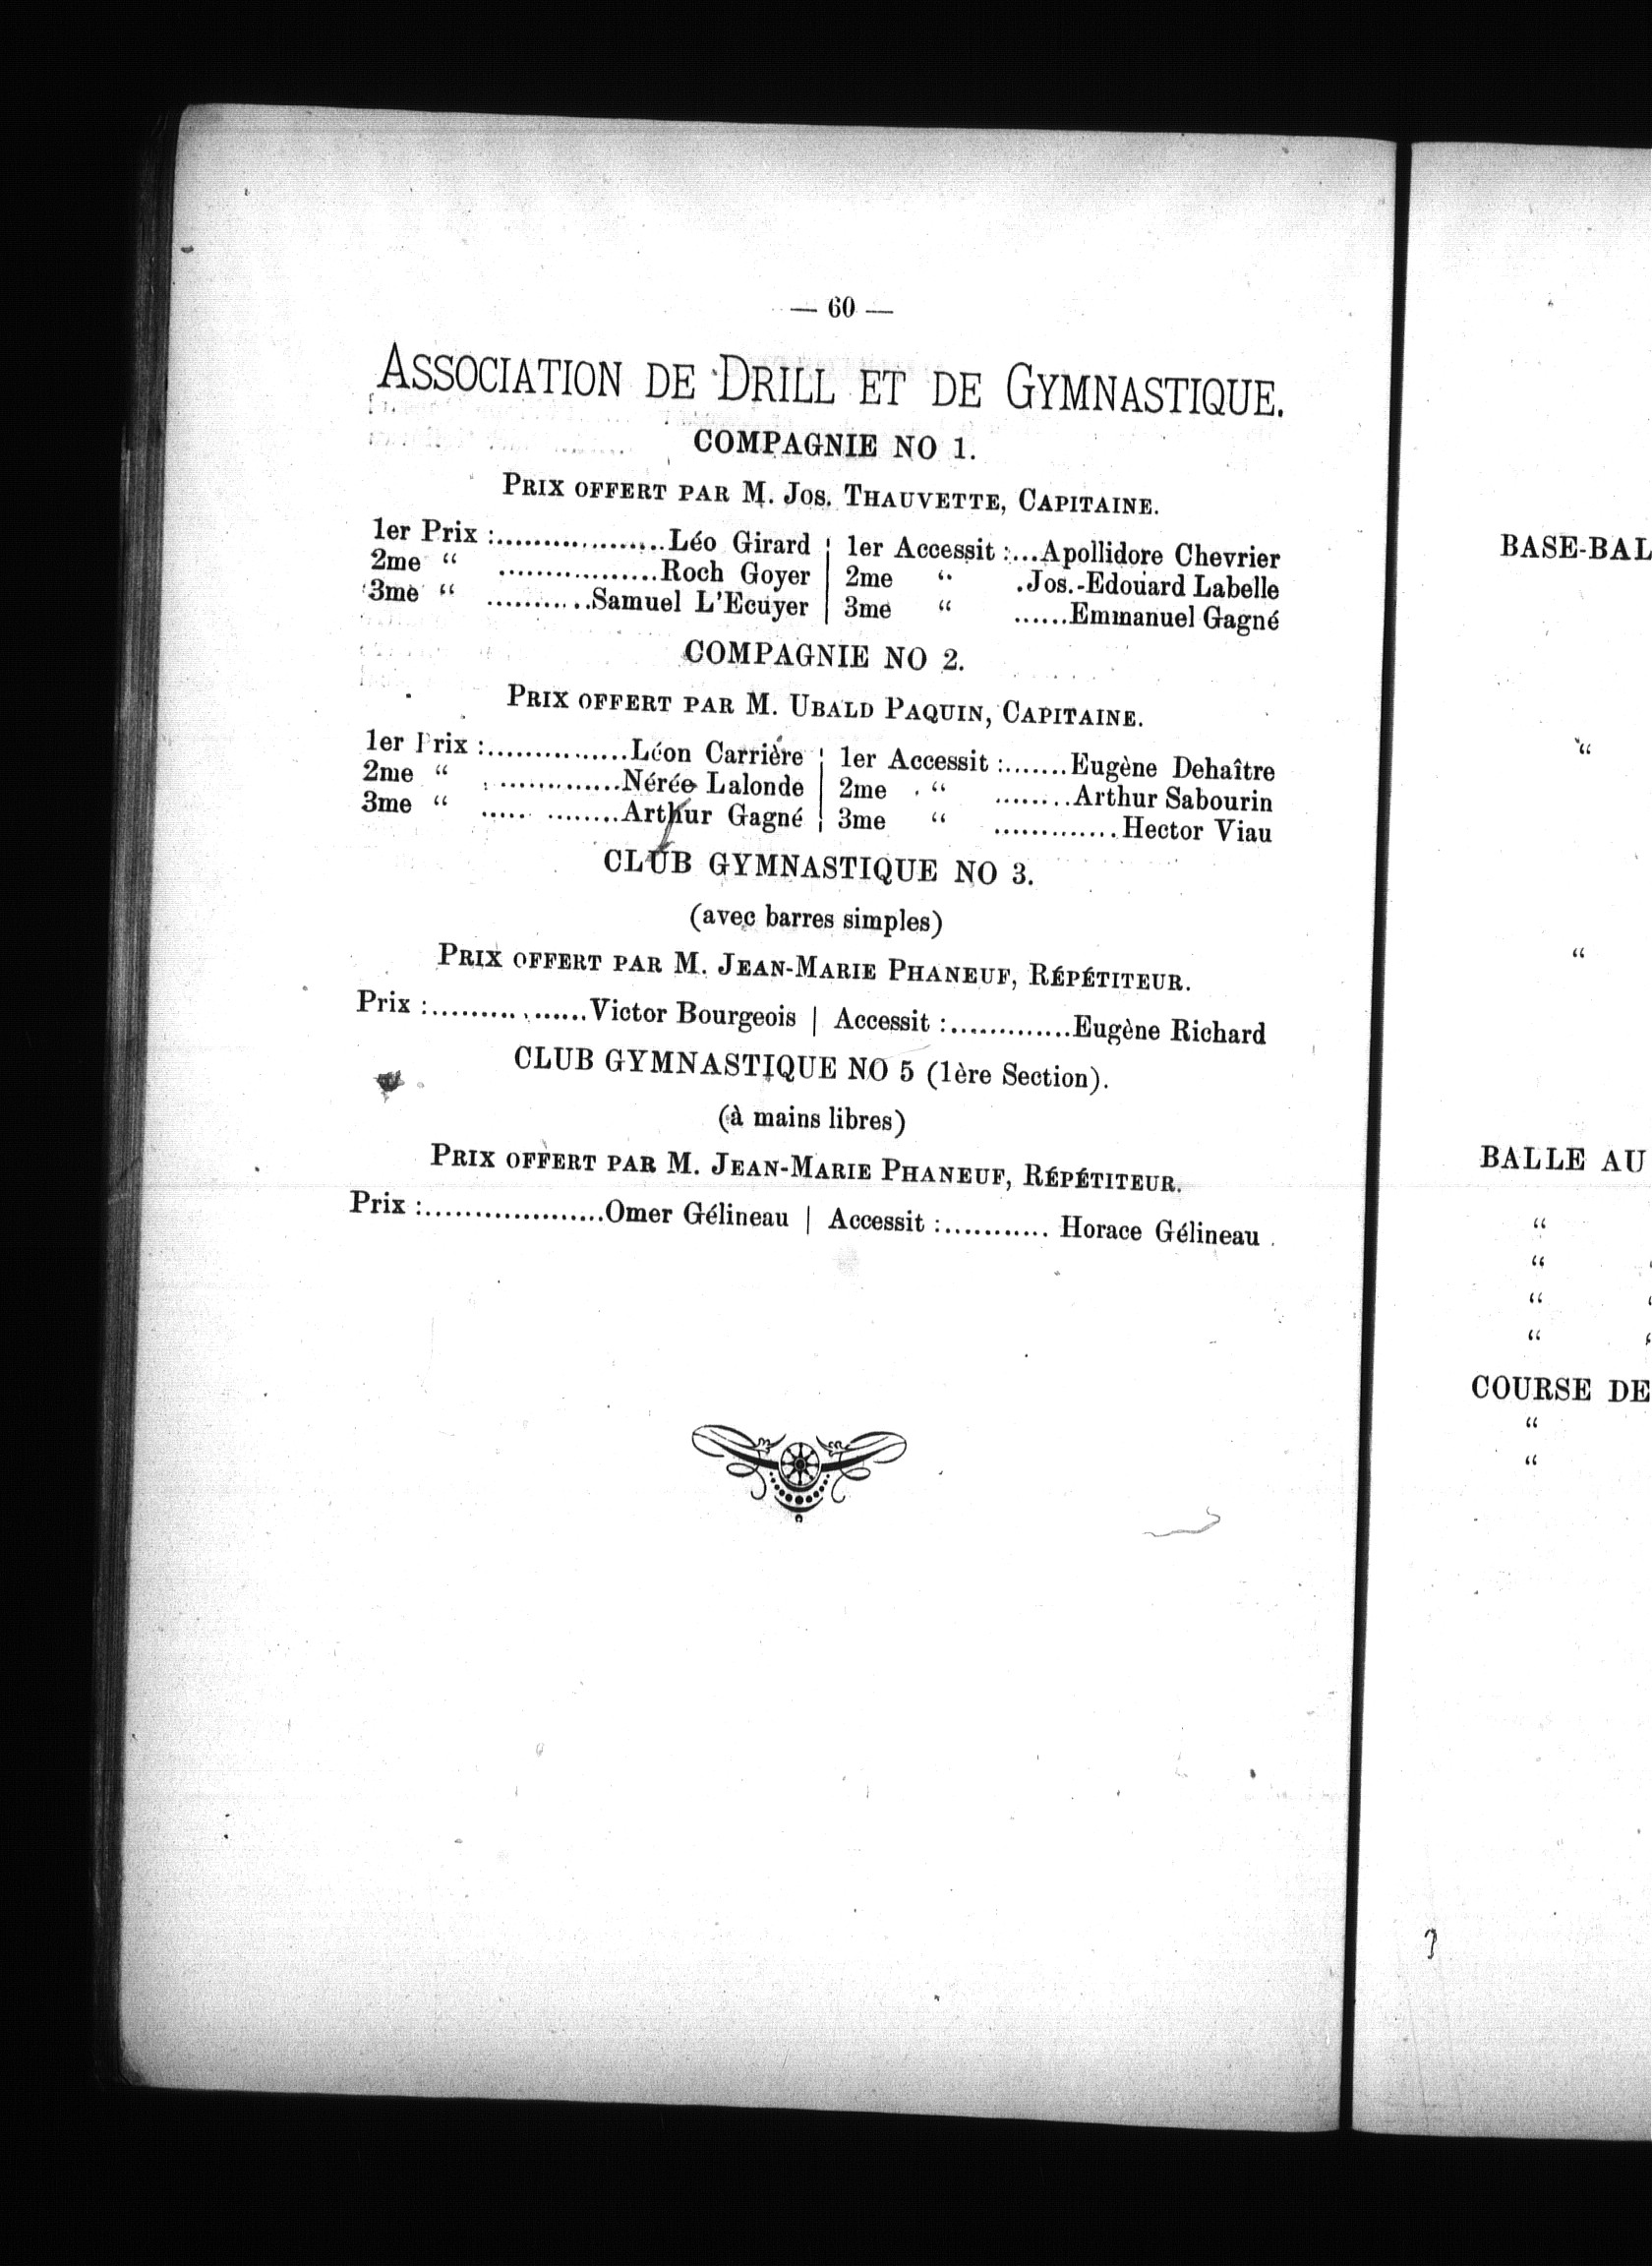 — 60 —
ASSOCIATION DE DRILL ET DE GYMNASTIQUE.
COMPAGNIE NO 1.
PRIX OFFERT PAR M. JOS. THAUVETTE, CAPITAINE.
1er Prix :....................Léo Girard | 1er Accessit :...Apollidore Chevrier
2me “ .................Roch Goyer | 2me “ .Jos.-Edouard Labelle
3me “ ............Samuel L'Ecuyer | 3me “ ......Emmanuel Gagné
COMPAGNIE NO 2.
PRIX OFFERT PAR M. UBALD PAQUIN, CAPITAINE.
1er Prix :................Léon Carrière | 1er Accessit :.......Eugène Dehaître
2me “ ..............Nérée Lalonde | 2me “ ........Arthur Sabourin
3me “ ..... ........Arthur Gagné | 3me “ .............Hector Viau
CLUB GYMNASTIQUE NO 3.
(avec barres simples)
PRIX OFFERT PAR M. JEAN-MARIE PHANEUF, RÉPÉTITEUR.
Prix :.................Victor Bourgeois | Accessit :.............Eugène Richard
CLUB GYMNASTIQUE NO 5 (1ère Section).
(à mains libres)
PRIX OFFERT PAR M. JEAN-MARIE PHANEUF, RÉPÉTITEUR.
Prix :...................Omer Gélineau | Accessit :........... Horace Gélineau
BASE-BAL
“
“
BALLE AU
“
“
“
“
COURSE DE
“
“